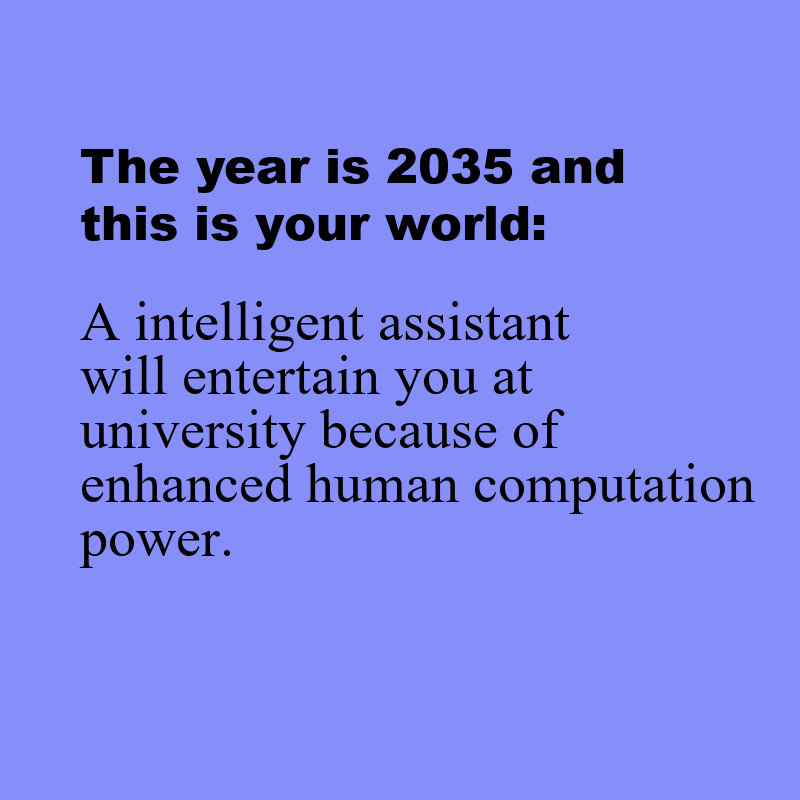 The year is 2035 and
this is your world:
A intelligent assistant
will entertain you at
university because of
enhanced human computation
power.